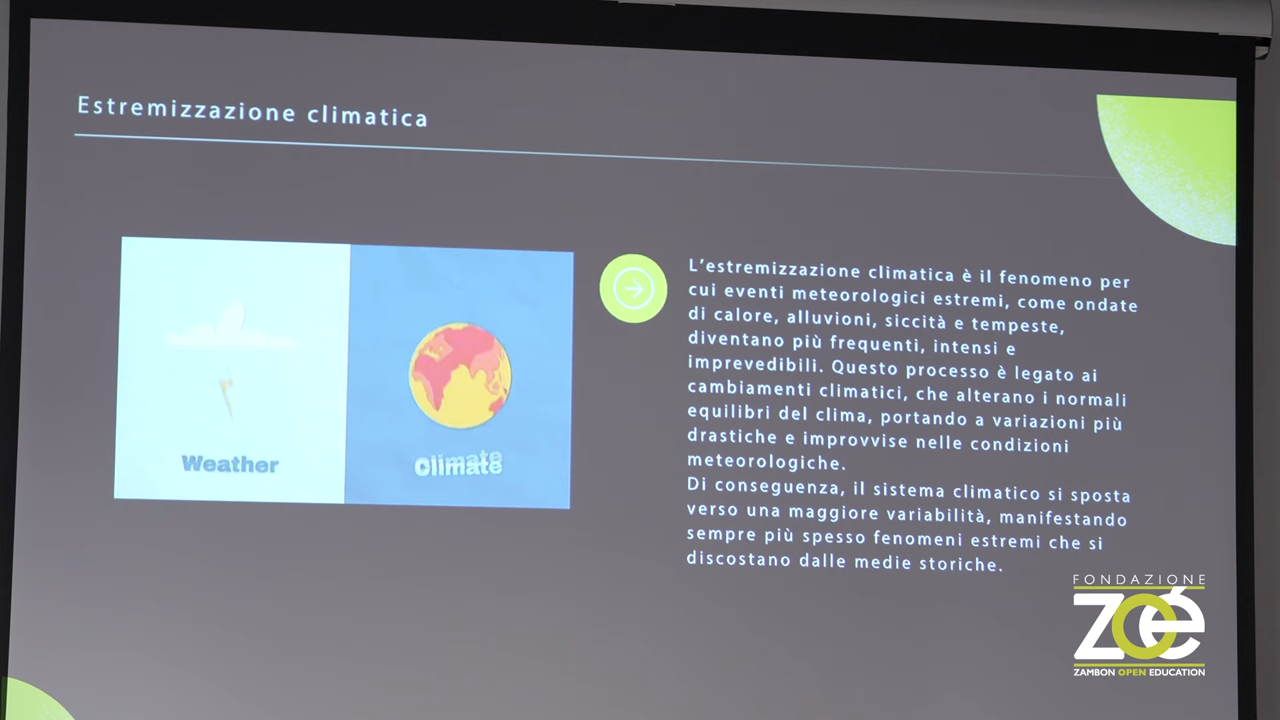 Estremizzazione climatica
Weather
Climate
L'estremizzazione climatica è il fenomeno per
cui eventi meteorologici estremi, come ondate
di calore, alluvioni, siccità e tempeste,
diventano più frequenti, intensi e
imprevedibili. Questo processo è legato ai
cambiamenti climatici, che alterano i normali
equilibri del clima, portando a variazioni più
drastiche e improvvise nelle condizioni
meteorologiche.
Di conseguenza, il sistema climatico si sposta
verso una maggiore variabilità, manifestando
sempre più spesso fenomeni estremi che si
discostano dalle medie storiche.
FONDAZIONE
Zoé
ZAMBON OPEN EDUCATION